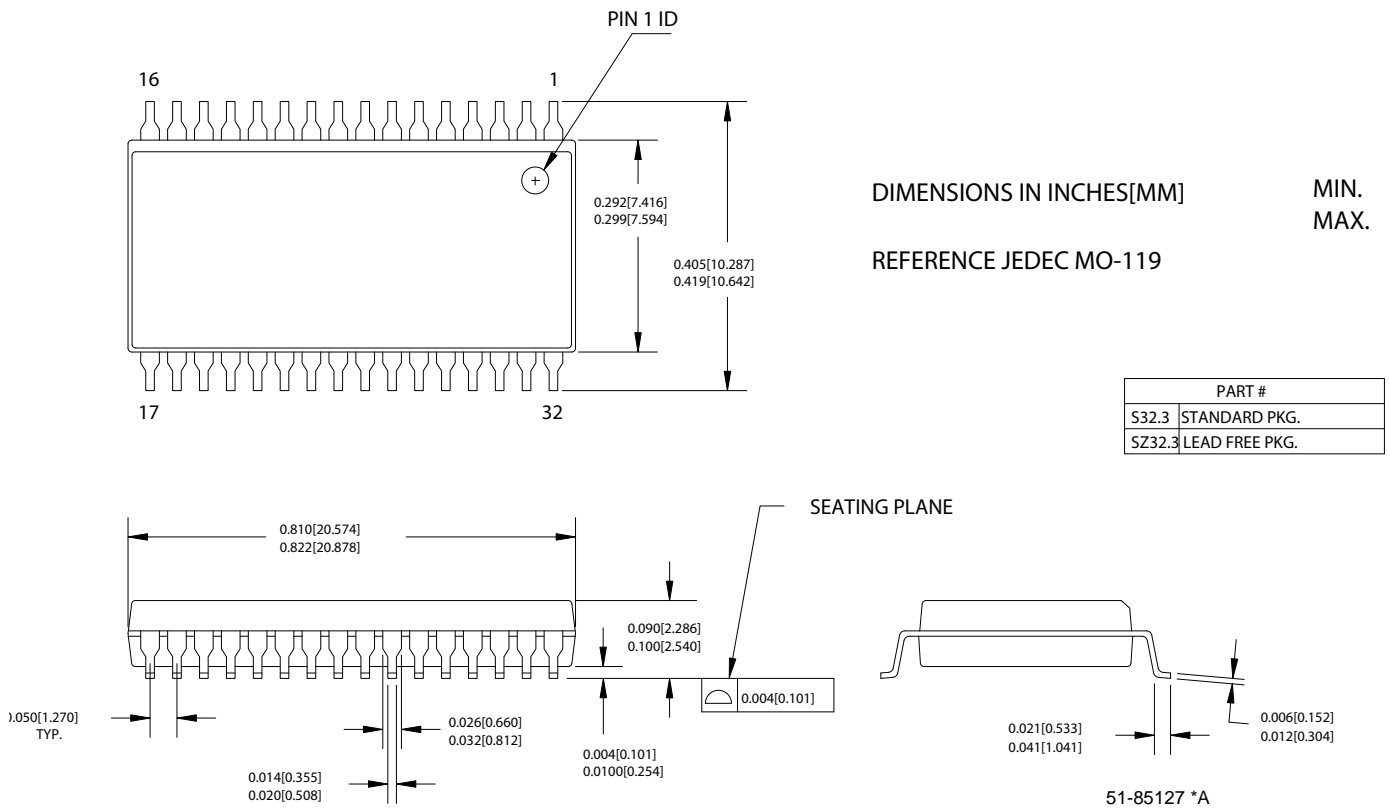 PIN 1 ID
16
1
0.292[7.416]
0.299[7.594]
0.405[10.287]
0.419[10.642]
DIMENSIONS IN INCHES[MM]
MIN.
MAX.
REFERENCE JEDEC MO-119
17
32
PART #
S32.3 STANDARD PKG.
SZ32.3 LEAD FREE PKG.
SEATING PLANE
0.810[20.574]
0.822[20.878]
0.090[2.286]
0.100[2.540]
0.004[0.101]
.050[1.270]
TYP.
0.026[0.660]
0.032[0.812]
0.014[0.355]
0.020[0.508]
0.004[0.101]
0.0100[0.254]
0.021[0.533]
0.041[1.041]
0.006[0.152]
0.012[0.304]
51-85127 *A